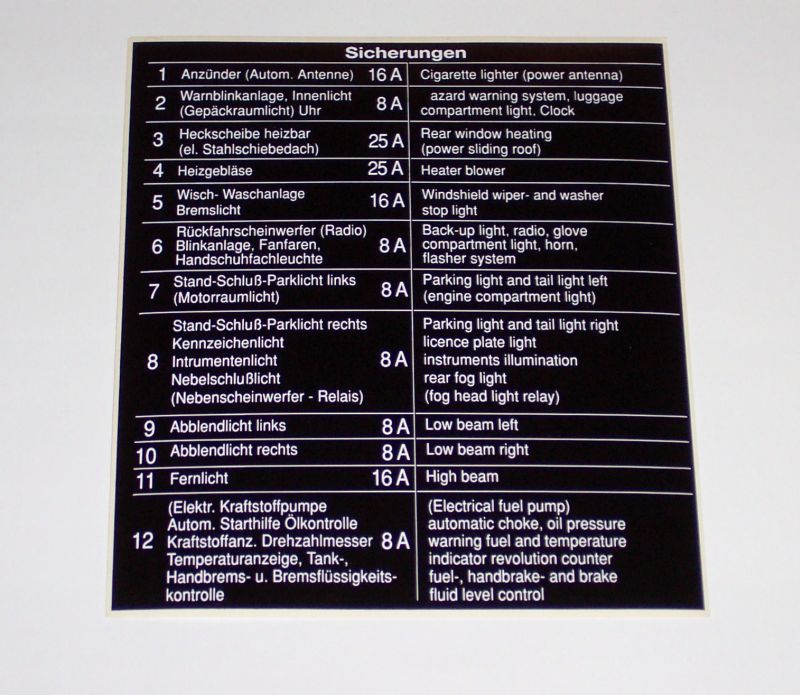 Sicherungen
1 Anzünder (Autom. Antenne) 16 A Cigarette lighter (power antenna)
2 Warnblinkanlage, Innenlicht (Gepäckraumlicht) Uhr 8 A azard warning system, luggage compartment light, Clock
3 Heckscheibe heizbar (el. Stahlschiebedach) 25 A Rear window heating (power sliding roof)
4 Heizgebläse 25 A Heater blower
5 Wisch- Waschanlage Bremslicht 16 A Windshield wiper- and washer stop light
6 Rückfahrscheinwerfer (Radio) Blinkanlage, Fanfaren, Handschuhfachleuchte 8 A Back-up light, radio, glove compartment light, horn, flasher system
7 Stand-Schluß-Parklicht links (Motorraumlicht) 8 A Parking light and tail light left (engine compartment light)
8 Stand-Schluß-Parklicht rechts Kennzeichenlicht Intrumentenlicht Nebelschlußlicht (Nebenscheinwerfer - Relais) 8 A Parking light and tail light right licence plate light instruments illumination rear fog light (fog head light relay)
9 Abblendlicht links 8 A Low beam left
10 Abblendlicht rechts 8 A Low beam right
11 Fernlicht 16 A High beam
12 (Elektr. Kraftstoffpumpe Autom. Starthilfe Ölkontrolle Kraftstoffanz. Drehzahlmesser Temperaturanzeige, Tank-, Handbrems- u. Bremsflüssigkeits- kontrolle 8 A (Electrical fuel pump) automatic choke, oil pressure warning fuel and temperature indicator revolution counter fuel-, handbrake- and brake fluid level control